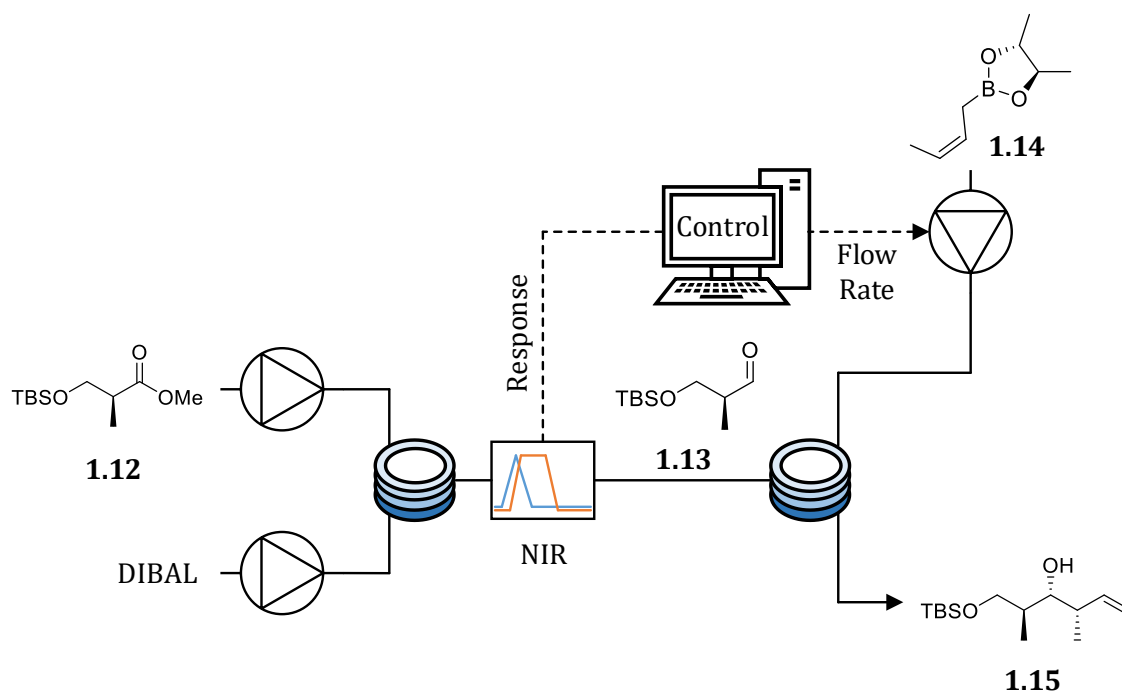 O
B
O
1.14
Control
Flow
Rate
Response
O
TBSO
OMe
1.12
O
TBSO
1.13
DIBAL
NIR
OH
TBSO
1.15